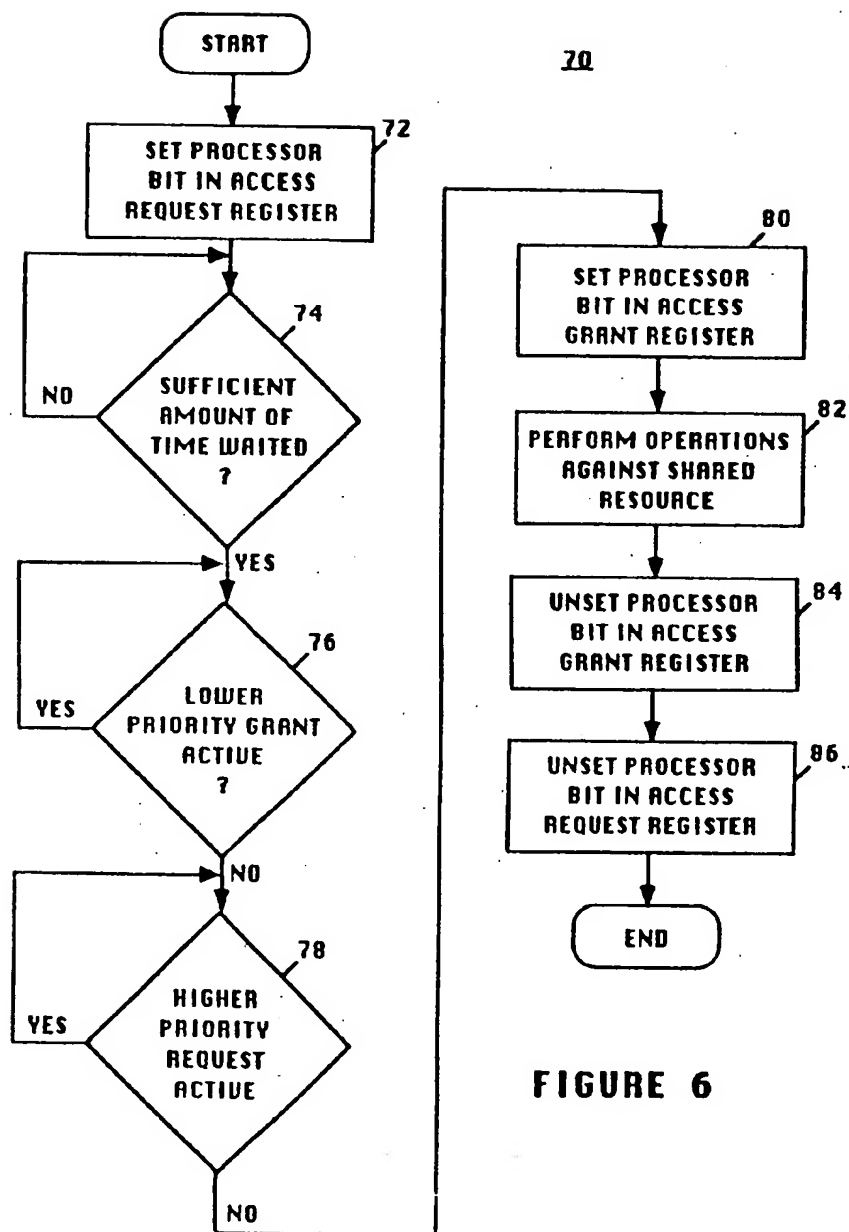 START
70
72
SET PROCESSOR
BIT IN ACCESS
REQUEST REGISTER
74
NO
SUFFICIENT
AMOUNT OF
TIME WAITED
?
YES
76
YES
LOWER
PRIORITY GRANT
ACTIVE
?
NO
78
YES
HIGHER
PRIORITY
REQUEST
ACTIVE
NO
80
SET PROCESSOR
BIT IN ACCESS
GRANT REGISTER
82
PERFORM OPERATIONS
AGAINST SHARED
RESOURCE
84
UNSET PROCESSOR
BIT IN ACCESS
GRANT REGISTER
86
UNSET PROCESSOR
BIT IN ACCESS
REQUEST REGISTER
END
FIGURE 6